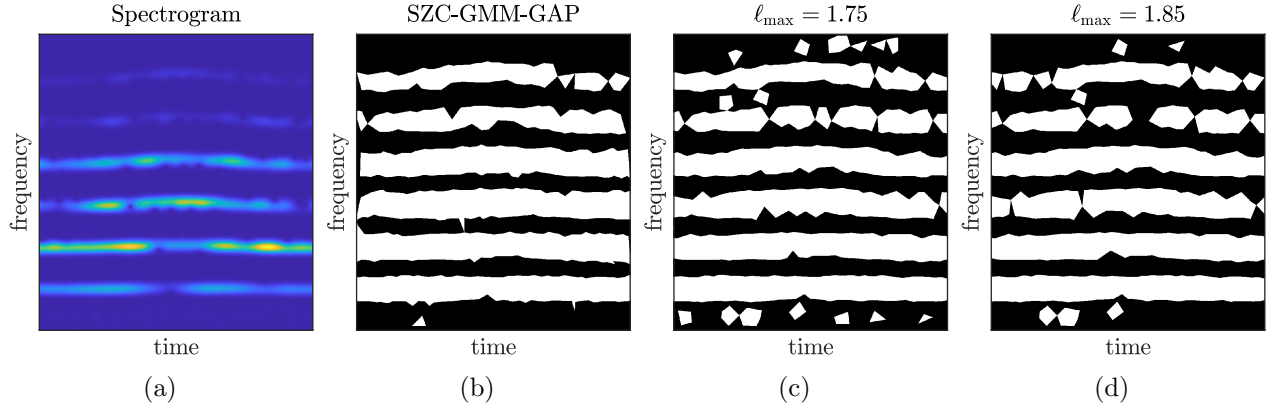 Spectrogram
frequency
time
(a)
SZC-GMM-GAP
frequency
time
(b)
ℓmax = 1.75
frequency
time
(c)
ℓmax = 1.85
frequency
time
(d)